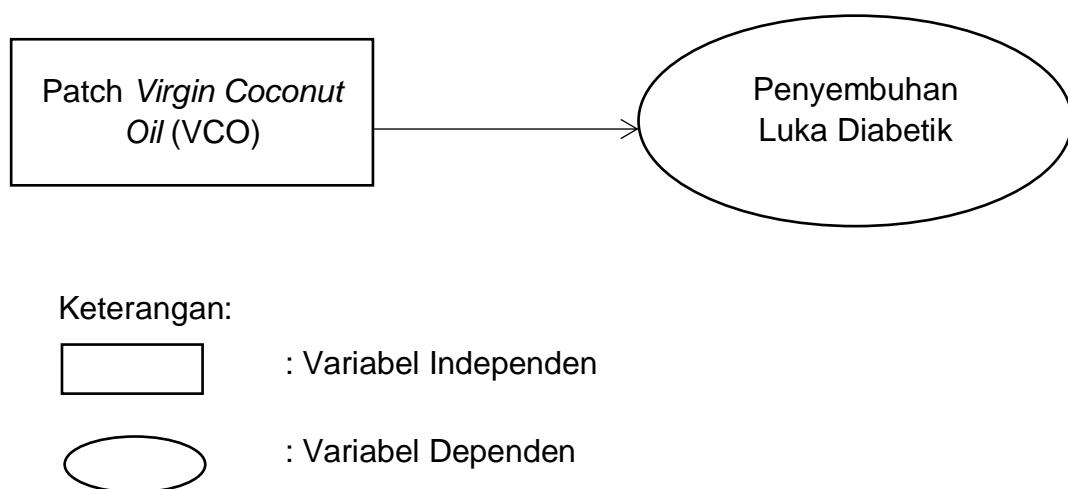 Patch Virgin Coconut
Oil (VCO)
Penyembuhan
Luka Diabetik
Keterangan:
: Variabel Independen
: Variabel Dependen